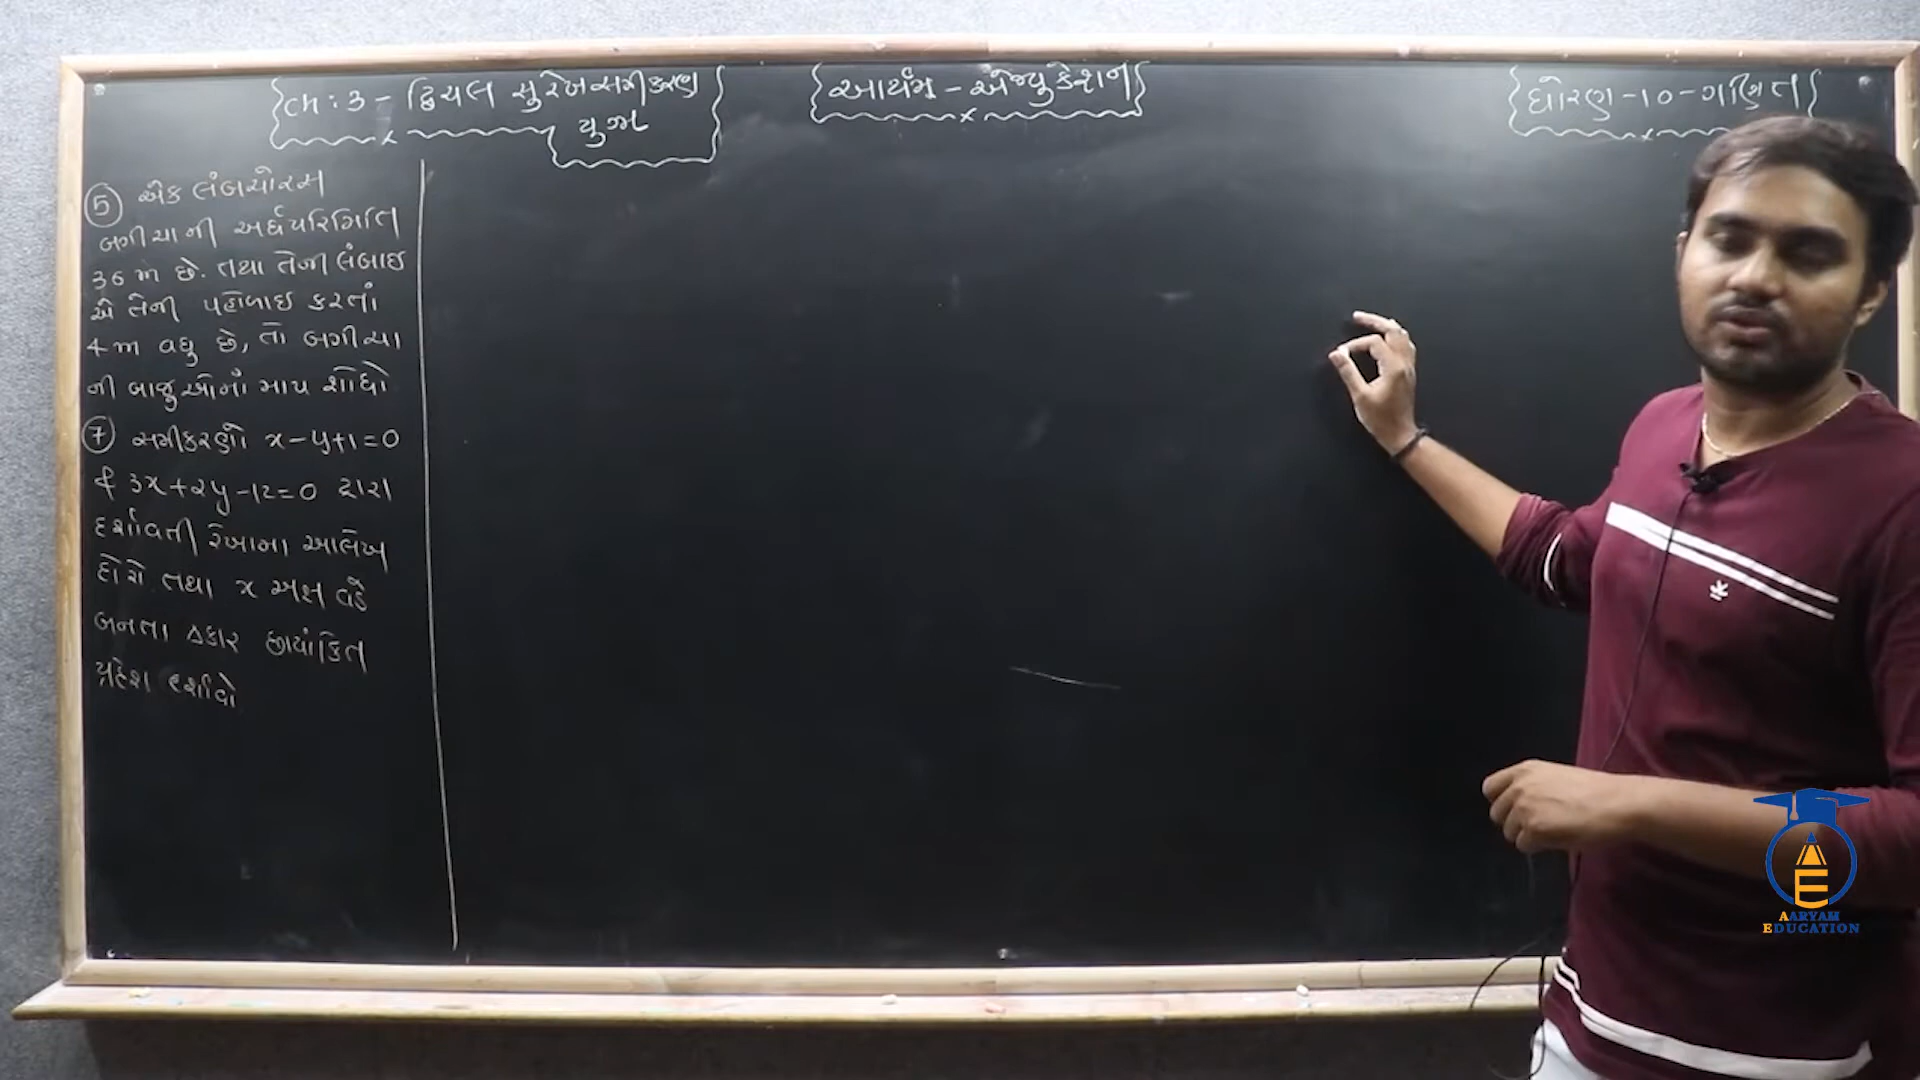 Ch : 3 - દ્વિચલ સુરેખ સમીકરણ
યુગ્મ
આર્યમ - એજ્યુકેશન
ધોરણ - ૧૦ - ગણિત
5 એક લંબચોરસ
બગીચાની અર્ધપરિમિતિ
36 m છે. તથા તેની લંબાઇ
એ તેની પહોળાઇ કરતાં
4 m વધુ છે, તો બગીચા
ની બાજુઓનાં માપ શોધો
7 સમીકરણો x - y + 1 = 0
& 3x + 2y - 12 = 0 દ્વારા
દર્શાવતી રેખાના આલેખ
દોરો તથા x અક્ષ વડે
બનતા ∆કાર છાયાંકિત
પ્રદેશ દર્શાવો
AARYAM
EDUCATION